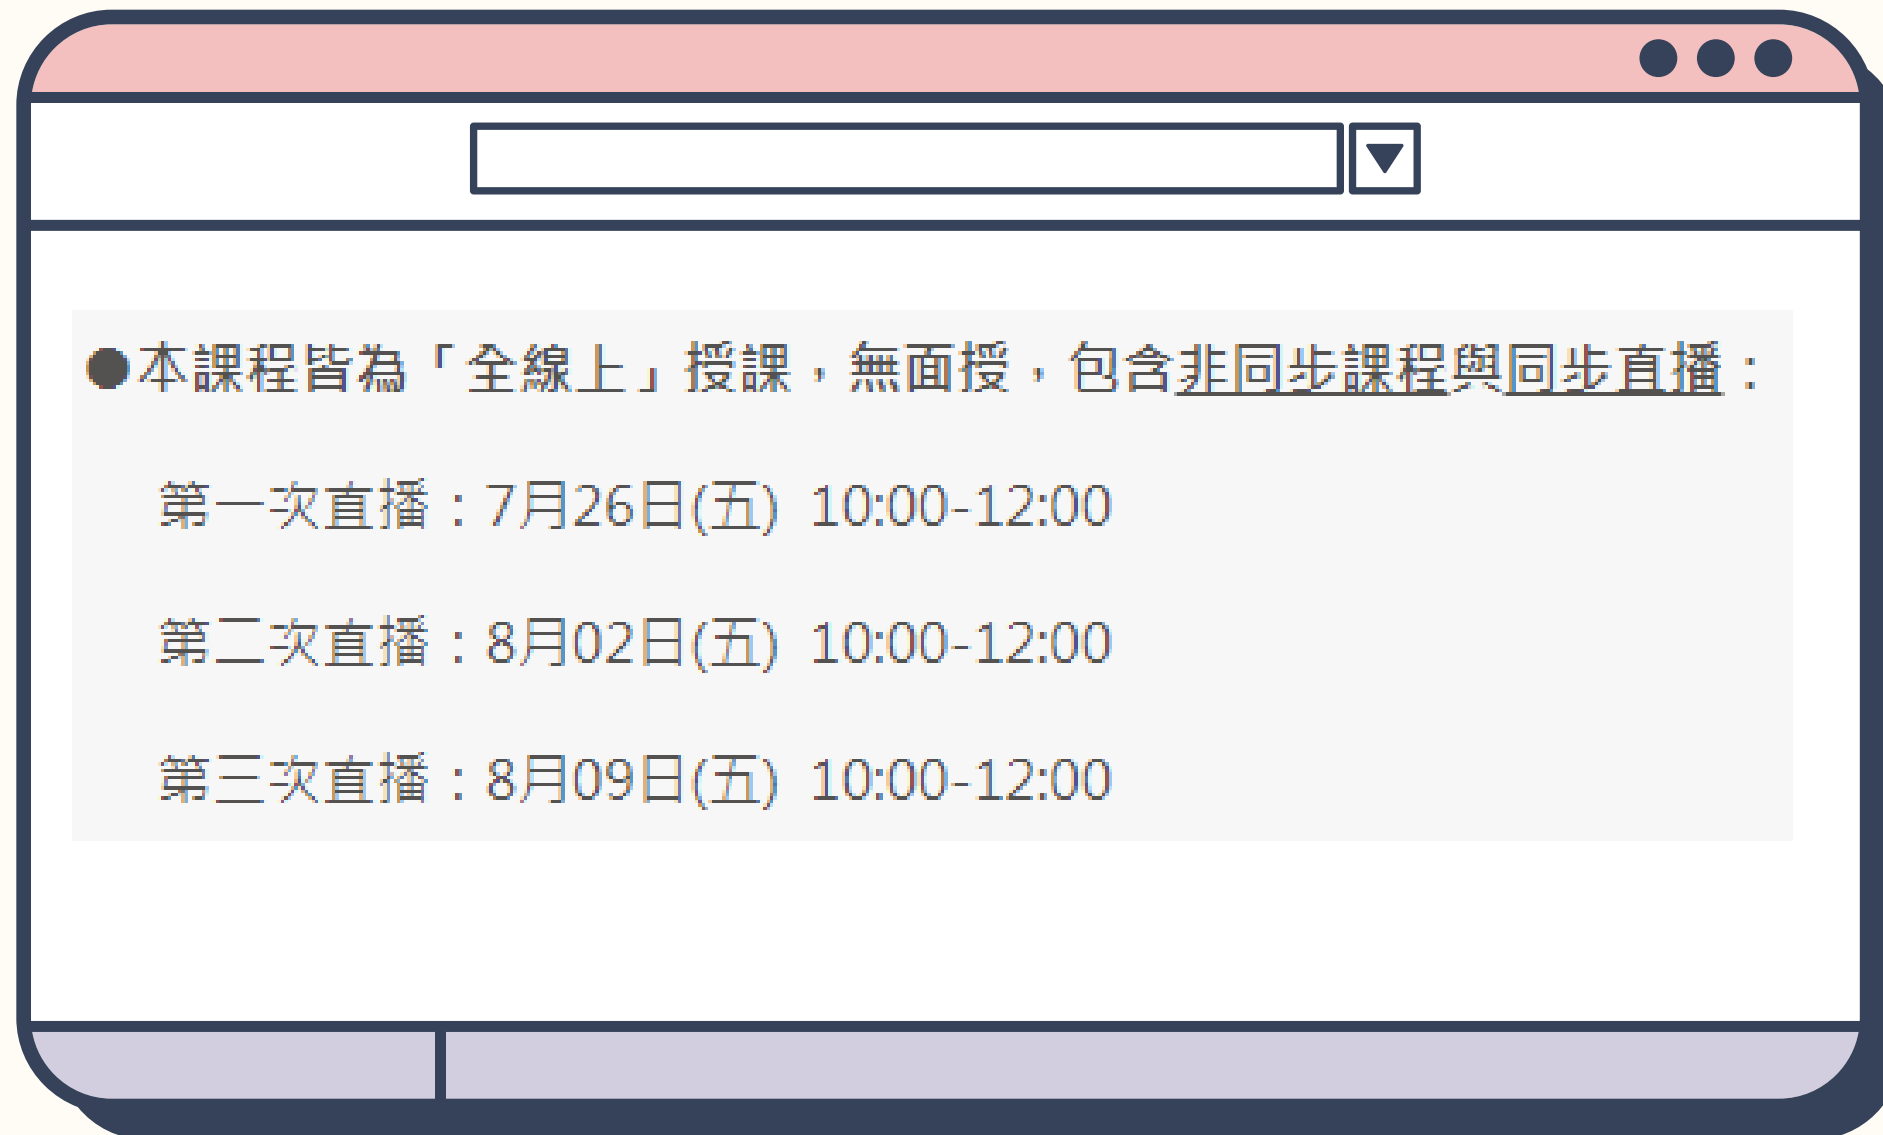 ●本課程皆為「全線上」授課，無面授，包含非同步課程與同步直播：
第一次直播：7月26日(五) 10:00-12:00
第二次直播：8月02日(五) 10:00-12:00
第三次直播：8月09日(五) 10:00-12:00